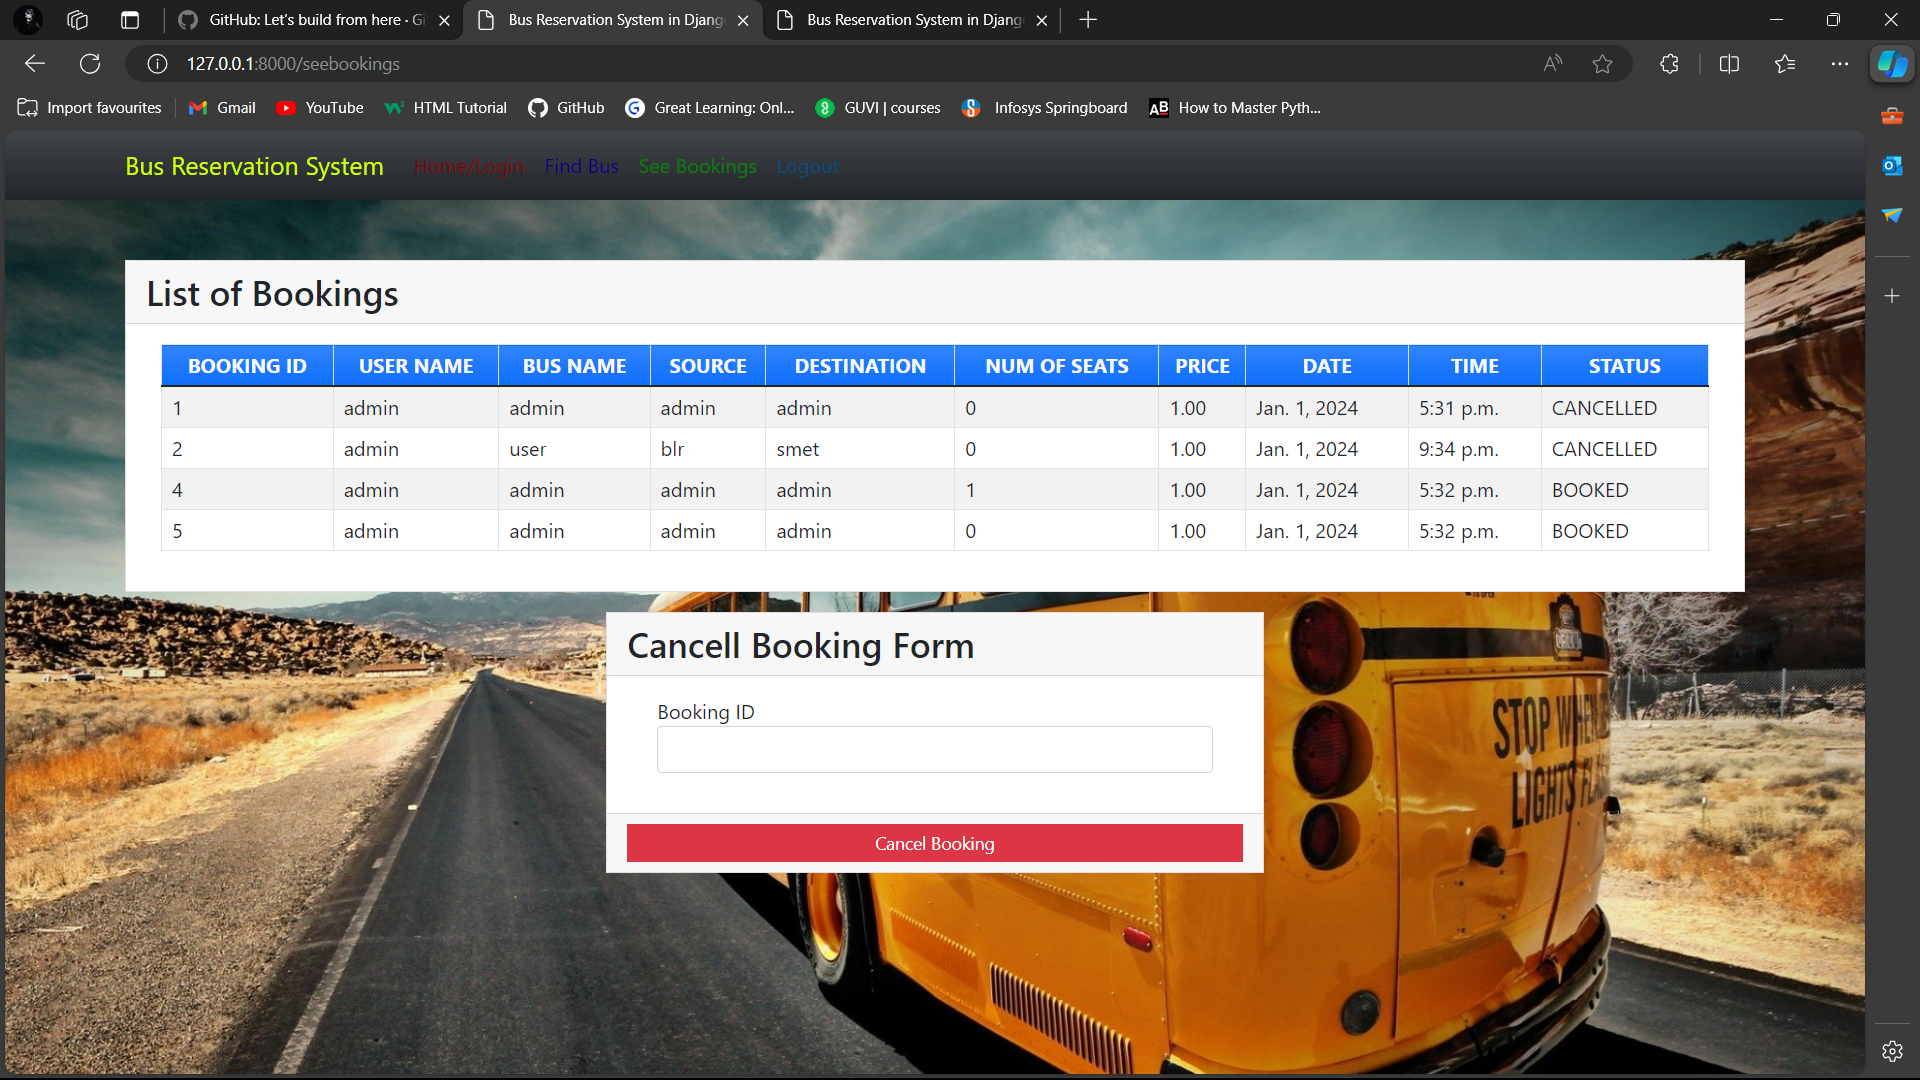 GitHub: Let's build from here · Gi
Bus Reservation System in Djang
Bus Reservation System in Djang
127.0.0.1:8000/seebookings
Import favourites Gmail YouTube HTML Tutorial GitHub Great Learning: Onl... GUVI | courses Infosys Springboard AB How to Master Pyth...
Bus Reservation System Home/Login Find Bus See Bookings Logout
List of Bookings
BOOKING ID USER NAME BUS NAME SOURCE DESTINATION NUM OF SEATS PRICE DATE TIME STATUS
1 admin admin admin admin 0 1.00 Jan. 1, 2024 5:31 p.m. CANCELLED
2 admin user blr smet 0 1.00 Jan. 1, 2024 9:34 p.m. CANCELLED
4 admin admin admin admin 1 1.00 Jan. 1, 2024 5:32 p.m. BOOKED
5 admin admin admin admin 0 1.00 Jan. 1, 2024 5:32 p.m. BOOKED
Cancell Booking Form
Booking ID
Cancel Booking
STOP WHEN
LIGHTS FLA